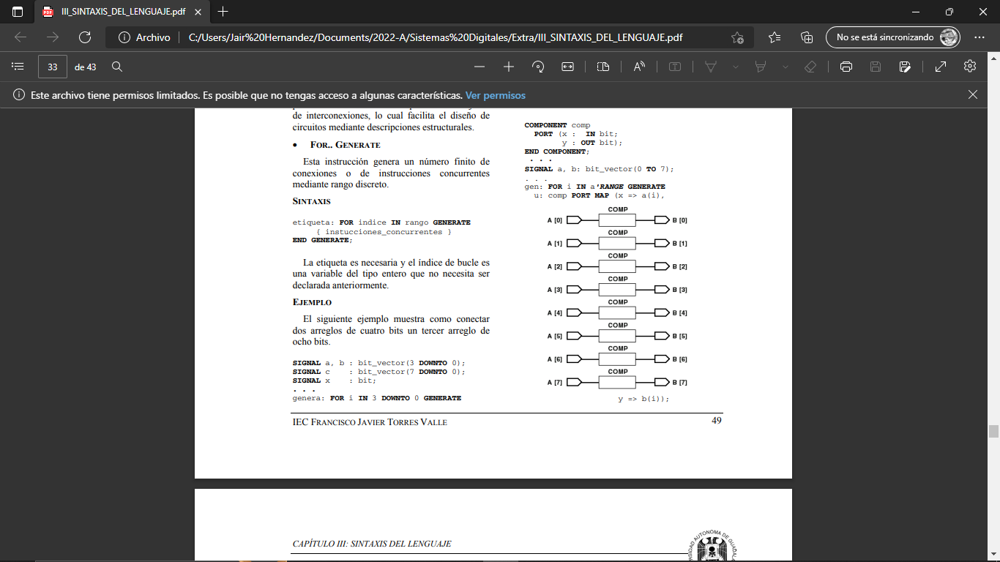 III_SINTAXIS_DEL_LENGUAJE.pdf
Archivo
C:/Users/Jair%20Hernandez/Documents/2022-A/Sistemas%20Digitales/Extra/III_SINTAXIS_DEL_LENGUAJE.pdf
No se está sincronizando
33 de 43
Este archivo tiene permisos limitados. Es posible que no tengas acceso a algunas características. Ver permisos
de interconexiones, lo cual facilita el diseño de
circuitos mediante descripciones estructurales.
• FOR.. GENERATE
Esta instrucción genera un número finito de
conexiones o de instrucciones concurrentes
mediante rango discreto.
SINTAXIS
etiqueta: FOR indice IN rango GENERATE
{ instucciones_concurrentes }
END GENERATE;
La etiqueta es necesaria y el índice de bucle es
una variable del tipo entero que no necesita ser
declarada anteriormente.
EJEMPLO
El siguiente ejemplo muestra como conectar
dos arreglos de cuatro bits un tercer arreglo de
ocho bits.
SIGNAL a, b : bit_vector(3 DOWNTO 0);
SIGNAL c : bit_vector(7 DOWNTO 0);
SIGNAL x : bit;
. . .
genera: FOR i IN 3 DOWNTO 0 GENERATE
COMPONENT comp
PORT (x : IN bit;
y : OUT bit);
END COMPONENT;
. . .
SIGNAL a, b: bit_vector(0 TO 7);
. . .
gen: FOR i IN a'RANGE GENERATE
u: comp PORT MAP (x => a(i),
COMP
A [0] B [0]
COMP
A [1] B [1]
COMP
A [2] B [2]
COMP
A [3] B [3]
COMP
A [4] B [4]
COMP
A [5] B [5]
COMP
A [6] B [6]
COMP
A [7] B [7]
y => b(i));
IEC FRANCISCO JAVIER TORRES VALLE 49
CAPÍTULO III: SINTAXIS DEL LENGUAJE
AUTONOMA DE